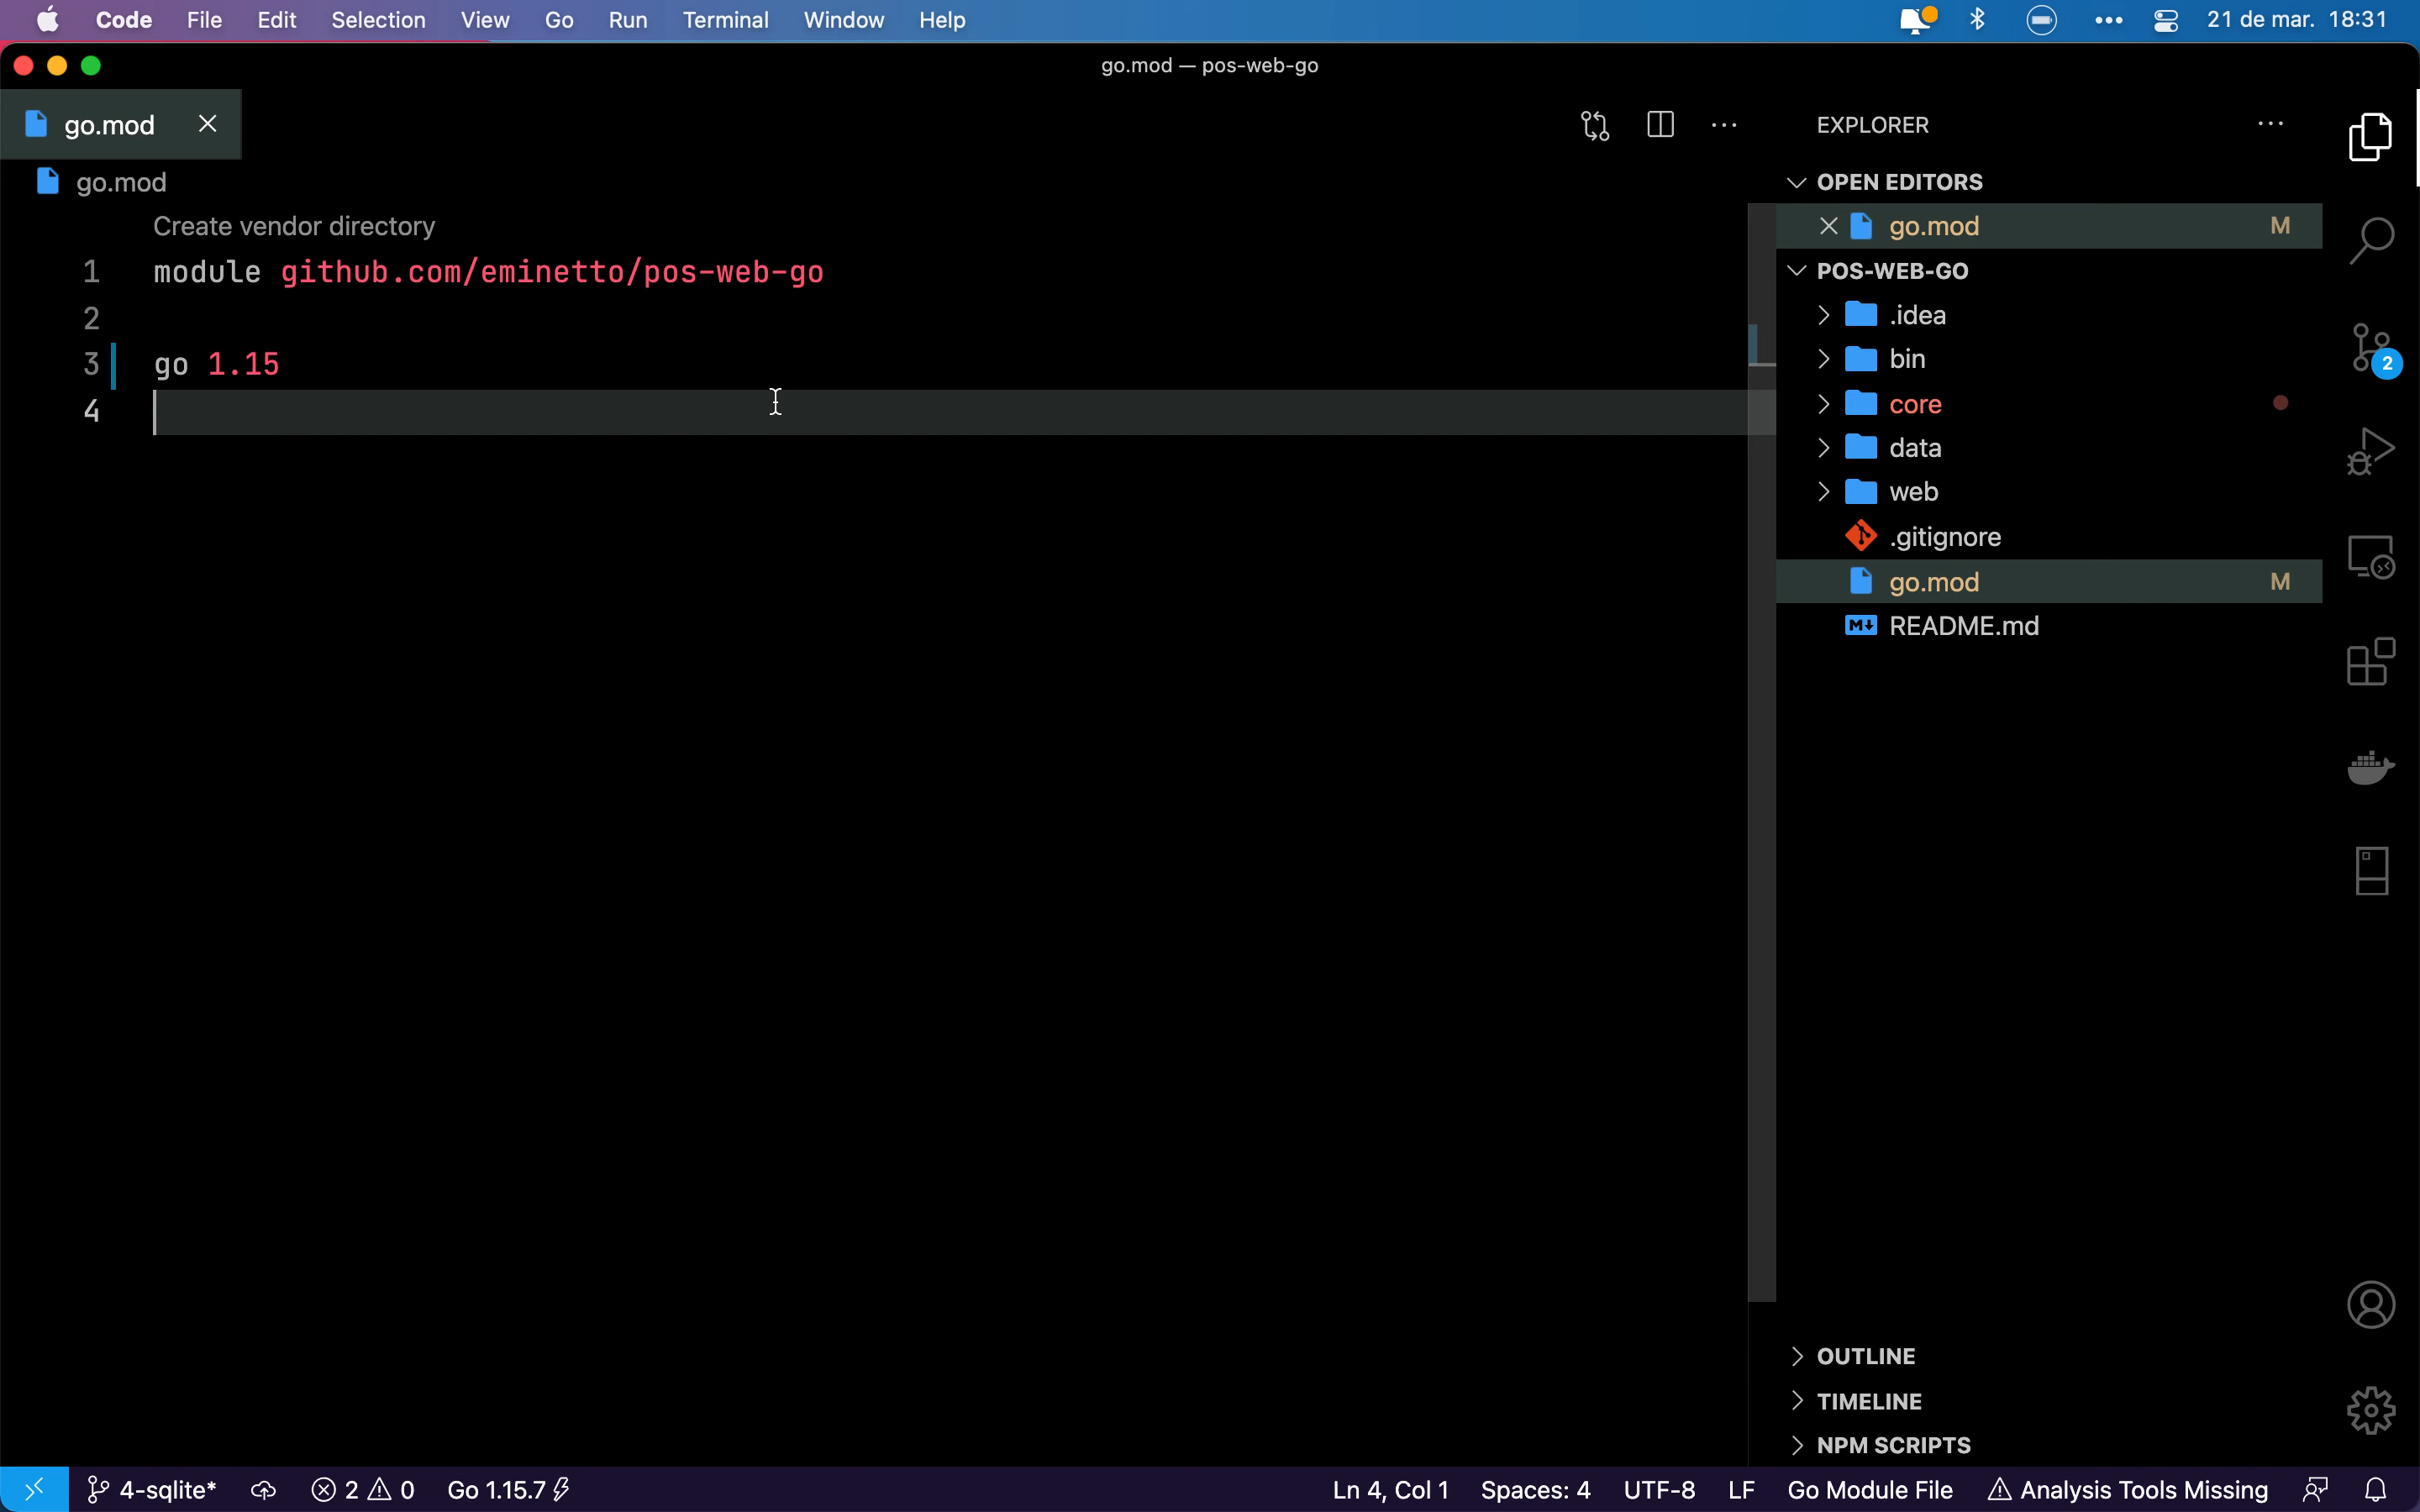 Code File Edit Selection View Go Run Terminal Window Help 21 de mar. 18:31
go.mod — pos-web-go
go.mod
go.mod
Create vendor directory
1 module github.com/eminetto/pos-web-go
2
3 go 1.15
4
EXPLORER
OPEN EDITORS
go.mod M
POS-WEB-GO
.idea
bin
core
data
web
.gitignore
go.mod M
README.md
2
OUTLINE
TIMELINE
NPM SCRIPTS
4-sqlite* 2 0 Go 1.15.7 Ln 4, Col 1 Spaces: 4 UTF-8 LF Go Module File Analysis Tools Missing